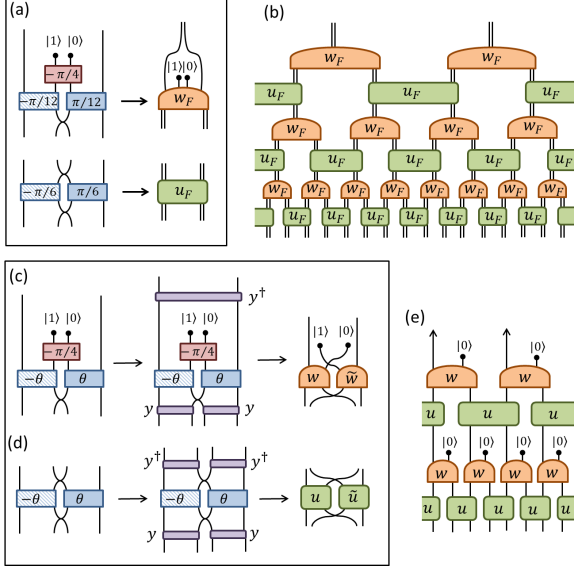 (a)
|1⟩ |0⟩
−π/4
−π/12 π/12
|1⟩|0⟩
w_F
−π/6 π/6
u_F
(b)
w_F w_F
u_F u_F u_F
w_F w_F w_F w_F
u_F u_F u_F u_F u_F
w_F w_F w_F w_F w_F w_F w_F w_F
u_F u_F u_F u_F u_F u_F u_F
(c)
|1⟩ |0⟩
−π/4
−θ θ
y†
|1⟩ |0⟩
−π/4
−θ θ
y y
|1⟩ |0⟩
w w̃
(d)
−θ θ
y† y†
−θ θ
y y
u ũ
(e)
|0⟩ |0⟩
w w
u u u
|0⟩ |0⟩ |0⟩ |0⟩
w w w w
u u u u u